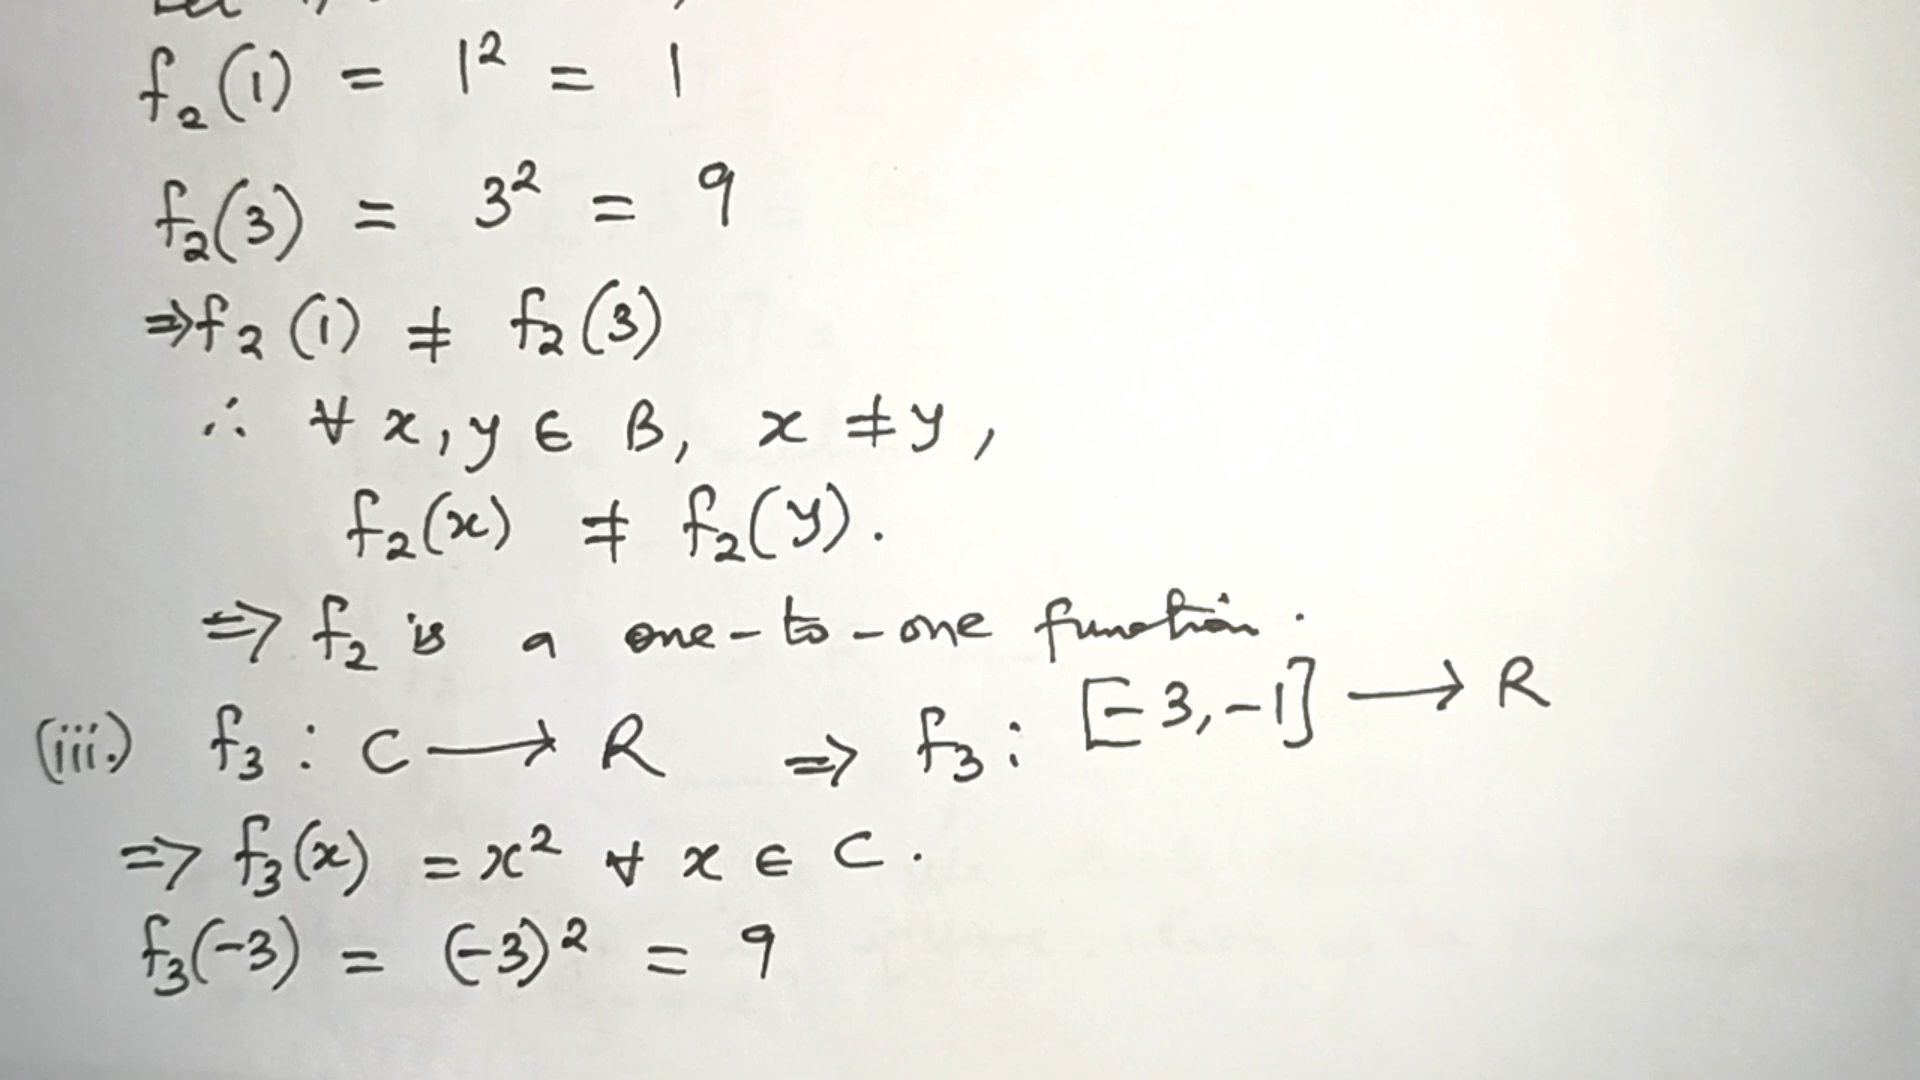 Let
f₂(1) = 1² = 1
f₂(3) = 3² = 9
⇒f₂(1) ≠ f₂(3)
∴ ∀ x, y ∈ B, x ≠ y,
f₂(x) ≠ f₂(y).
⇒ f₂ is a one-to-one function.
(iii.) f₃ : C ⟶ R ⇒ f₃ : [-3, -1] ⟶ R
⇒ f₃(x) = x² ∀ x ∈ C.
f₃(-3) = (-3)² = 9